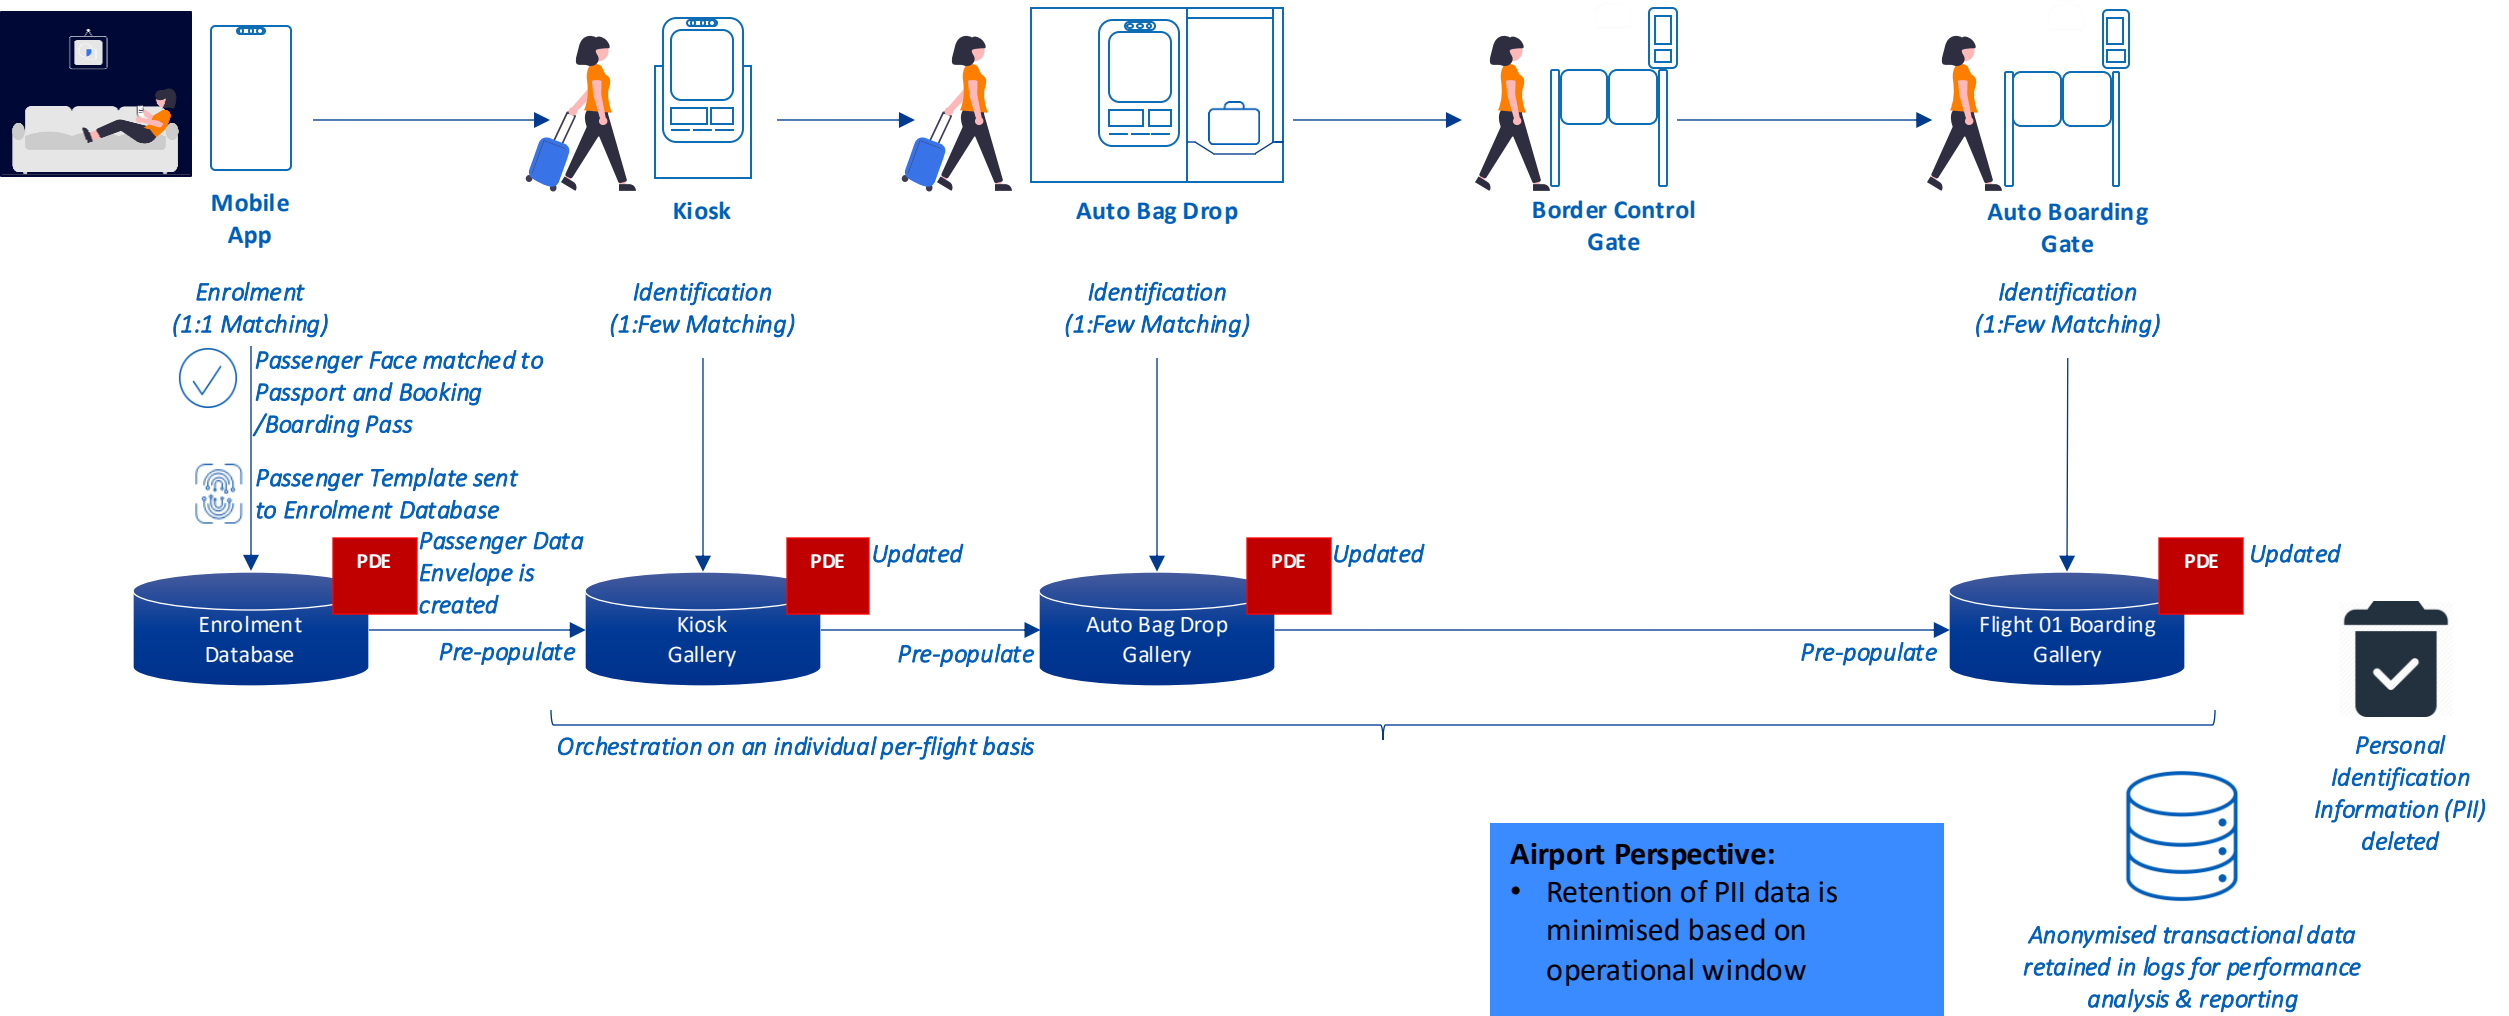 Mobile
App
Kiosk
Auto Bag Drop
Border Control
Gate
Auto Boarding
Gate
Enrolment
(1:1 Matching)
Identification
(1:Few Matching)
Identification
(1:Few Matching)
Identification
(1:Few Matching)
Passenger Face matched to
Passport and Booking
/Boarding Pass
Passenger Template sent
to Enrolment Database
PDE
Passenger Data
Envelope is
created
PDE
Updated
PDE
Updated
PDE
Updated
Enrolment
Database
Pre-populate
Kiosk
Gallery
Pre-populate
Auto Bag Drop
Gallery
Pre-populate
Flight 01 Boarding
Gallery
Orchestration on an individual per-flight basis
Personal
Identification
Information (PII)
deleted
Airport Perspective:
• Retention of PII data is
minimised based on
operational window
Anonymised transactional data
retained in logs for performance
analysis & reporting